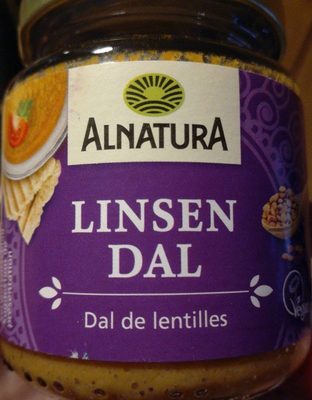 ALNATURA
LINSEN
DAL
Dal de lentilles